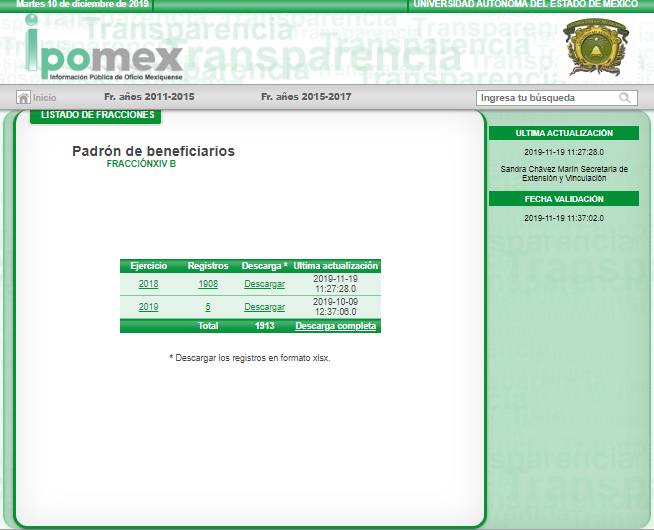 Martes 10 de diciembre de 2019
UNIVERSIDAD AUTÓNOMA DEL ESTADO DE MÉXICO
Transparencia
ipomex
Información Pública de Oficio Mexiquense
Inicio
Fr. años 2011-2015
Fr. años 2015-2017
Ingresa tu búsqueda
LISTADO DE FRACCIONES
Padrón de beneficiarios
FRACCIÓNXIV B
Ejercicio Registros Descarga * Ultima actualización
2018 1908 Descargar 2019-11-19
11:27:28.0
2019 5 Descargar 2019-10-09
12:37:06.0
Total 1913 Descarga completa
* Descargar los registros en formato xlsx.
ULTIMA ACTUALIZACIÓN
2019-11-19 11:27:28.0
Sandra Chávez Marín Secretaria de
Extensión y Vinculación
FECHA VALIDACIÓN
2019-11-19 11:37:02.0